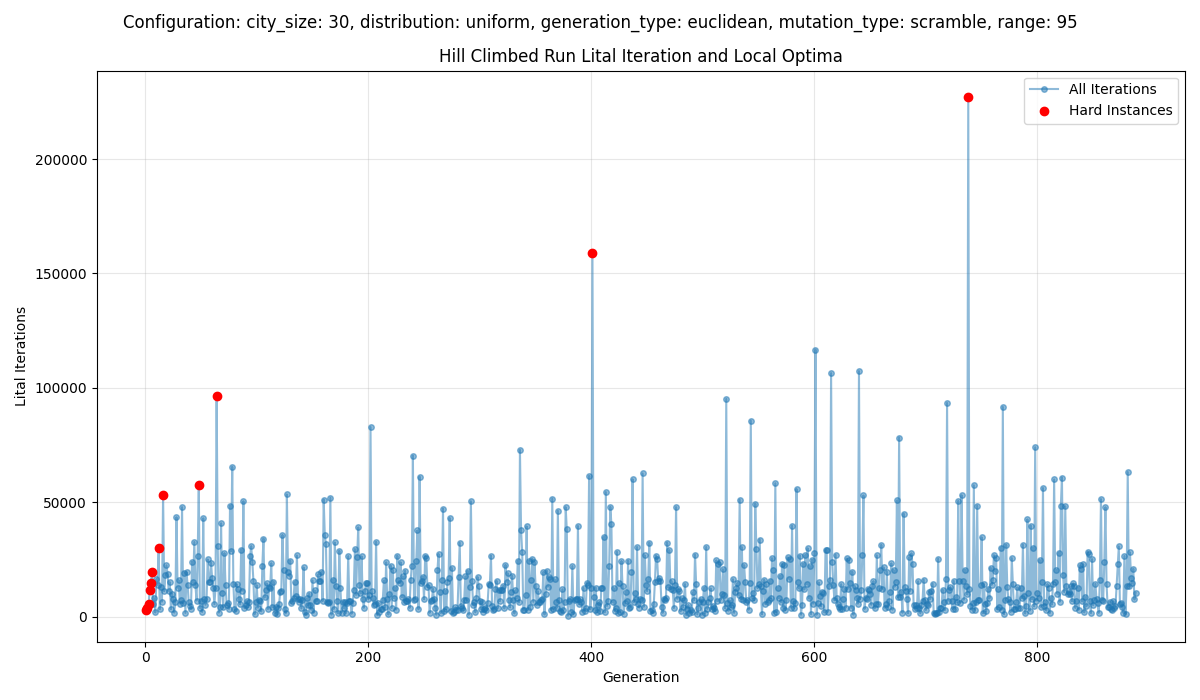 Configuration: city_size: 30, distribution: uniform, generation_type: euclidean, mutation_type: scramble, range: 95
Hill Climbed Run Lital Iteration and Local Optima
All Iterations
Hard Instances
200000
150000
100000
50000
0
Lital Iterations
0
200
400
600
800
Generation